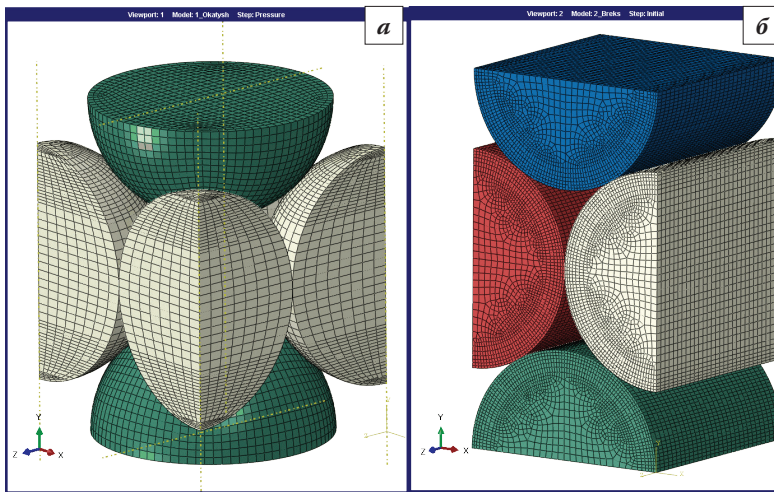 Viewport: 1 Model: 1_Okatysh Step: Pressure
а
Y
Z
X
Viewport: 2 Model: 2_Breks Step: Initial
б
Y
Z
X